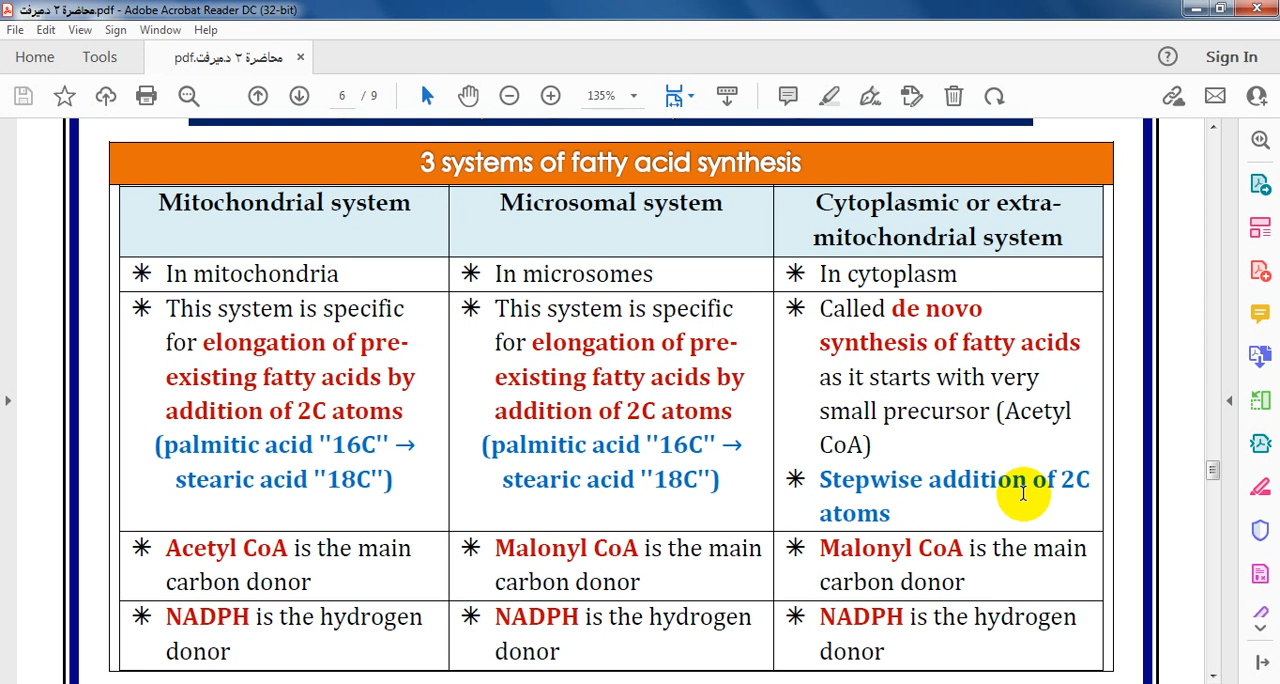 محاضرة ٢ د.ميرفت.pdf - Adobe Acrobat Reader DC (32-bit)
File Edit View Sign Window Help
Home Tools محاضرة ٢ د.ميرفت.pdf × Sign In
6 / 9 135%
3 systems of fatty acid synthesis
Mitochondrial system
Microsomal system
Cytoplasmic or extra-
mitochondrial system
✳ In mitochondria
✳ In microsomes
✳ In cytoplasm
✳ This system is specific
for elongation of pre-
existing fatty acids by
addition of 2C atoms
(palmitic acid "16C" →
stearic acid "18C")
✳ This system is specific
for elongation of pre-
existing fatty acids by
addition of 2C atoms
(palmitic acid "16C" →
stearic acid "18C")
✳ Called de novo
synthesis of fatty acids
as it starts with very
small precursor (Acetyl
CoA)
✳ Stepwise addition of 2C
atoms
✳ Acetyl CoA is the main
carbon donor
✳ Malonyl CoA is the main
carbon donor
✳ Malonyl CoA is the main
carbon donor
✳ NADPH is the hydrogen
donor
✳ NADPH is the hydrogen
donor
✳ NADPH is the hydrogen
donor